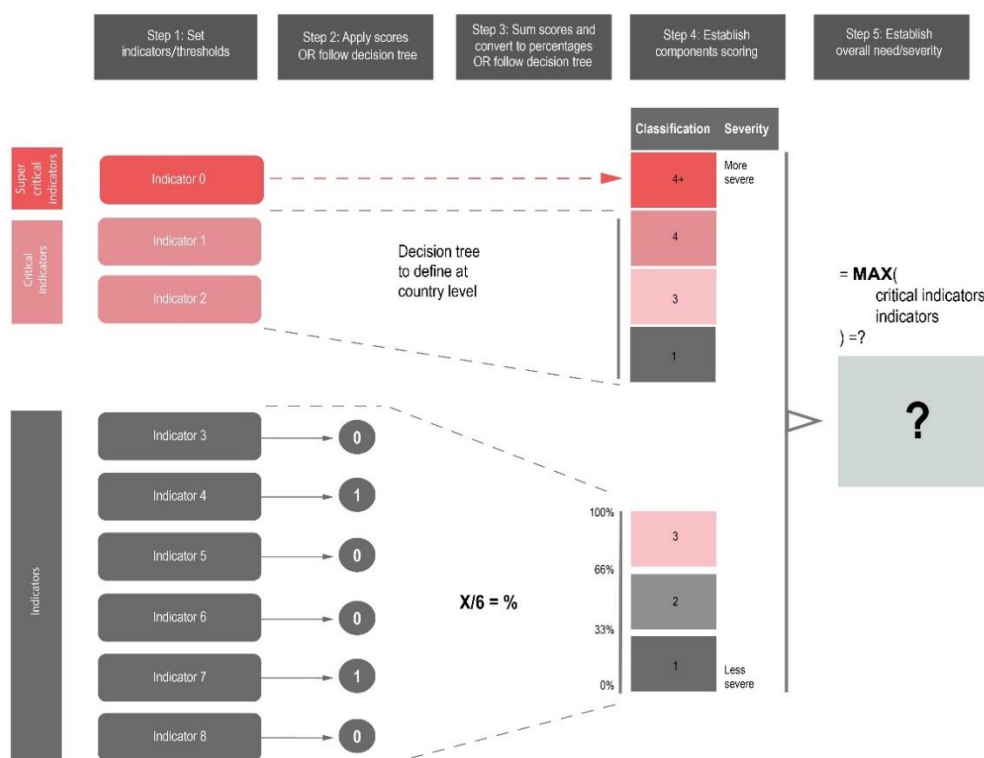 Step 1: Set
indicators/thresholds
Step 2: Apply scores
OR follow decision tree
Step 3: Sum scores and
convert to percentages
OR follow decision tree
Step 4: Establish
components scoring
Step 5: Establish
overall need/severity
Classification Severity
Super
critical
indicators
Indicator 0
4+
More
severe
Critical
indicators
Indicator 1
Indicator 2
Decision tree
to define at
country level
4
3
1
= MAX(
critical indicators
indicators
) =?
?
Indicators
Indicator 3
0
Indicator 4
1
Indicator 5
0
Indicator 6
0
Indicator 7
1
Indicator 8
0
X/6 = %
100%
66%
33%
0%
3
2
1
Less
severe